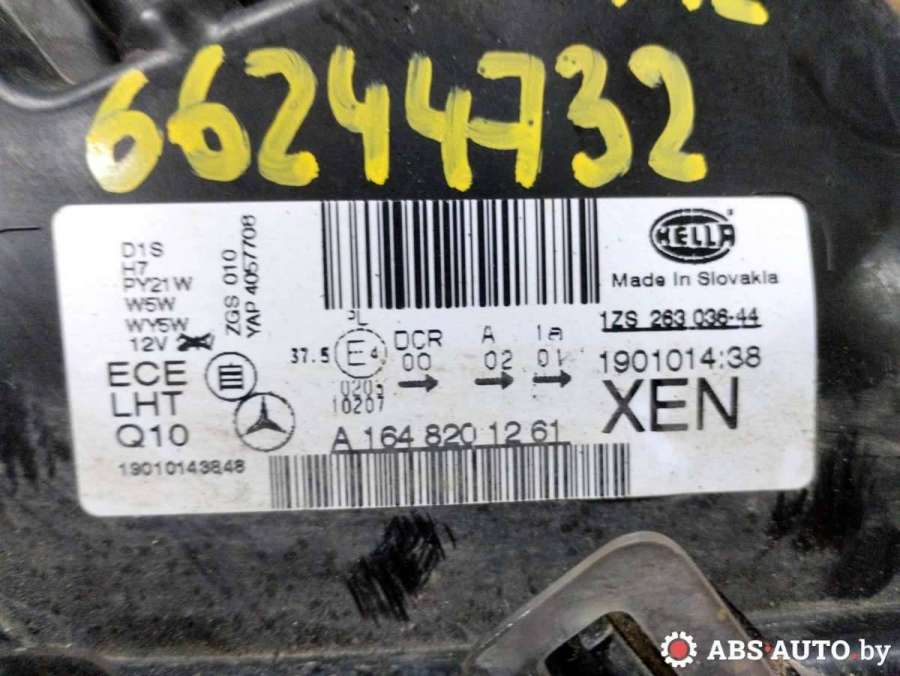 66244732
D1S
H7
PY21W
W5W
WY5W
12V
ZGS 010
YAP 4057708
HELLA
Made In Slovakia
PL
37.5
E4
DCR A Ia
00 02 01
10207
1ZS 263 036-44
1901014:38
XEN
ECE
LHT
Q10
A 164 820 12 61
19010143848
ABS-AUTO.by